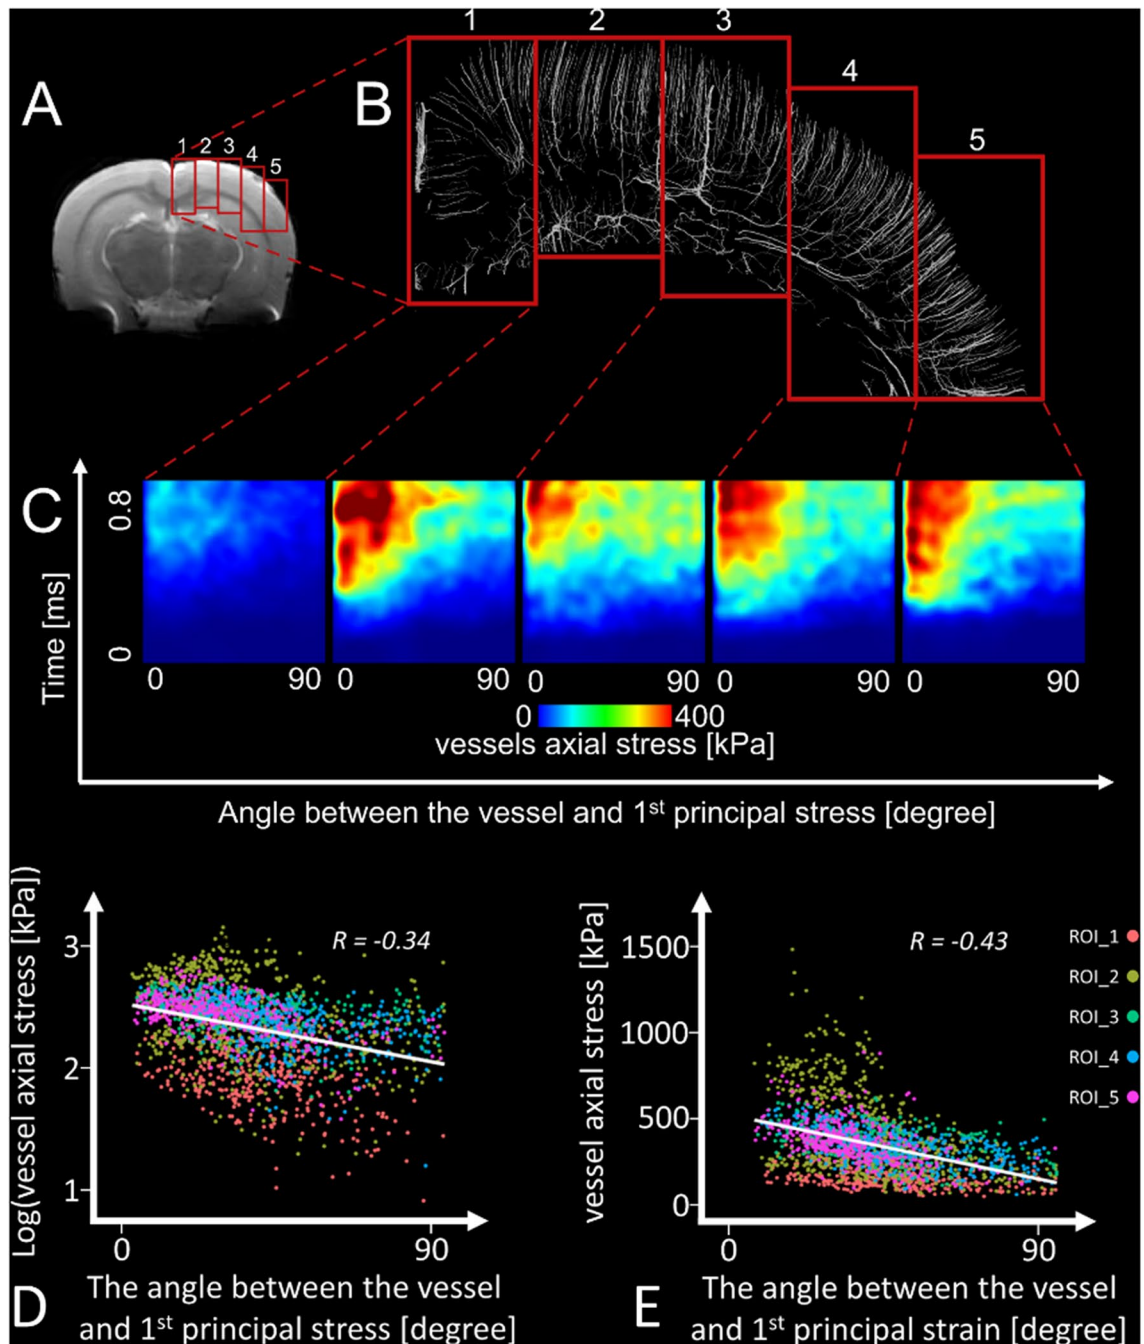 A
1 2 3 4 5
B
1 2 3 4 5
C
Time [ms]
0.8
0
0 90 0 90 0 90 0 90 0 90
0 400
vessels axial stress [kPa]
Angle between the vessel and 1st principal stress [degree]
Log(vessel axial stress [kPa])
3
2
1
R = -0.34
0 90
The angle between the vessel
and 1st principal stress [degree]
D
vessel axial stress [kPa]
1500
1000
500
0
R = -0.43
ROI_1
ROI_2
ROI_3
ROI_4
ROI_5
0 90
The angle between the vessel
and 1st principal strain [degree]
E